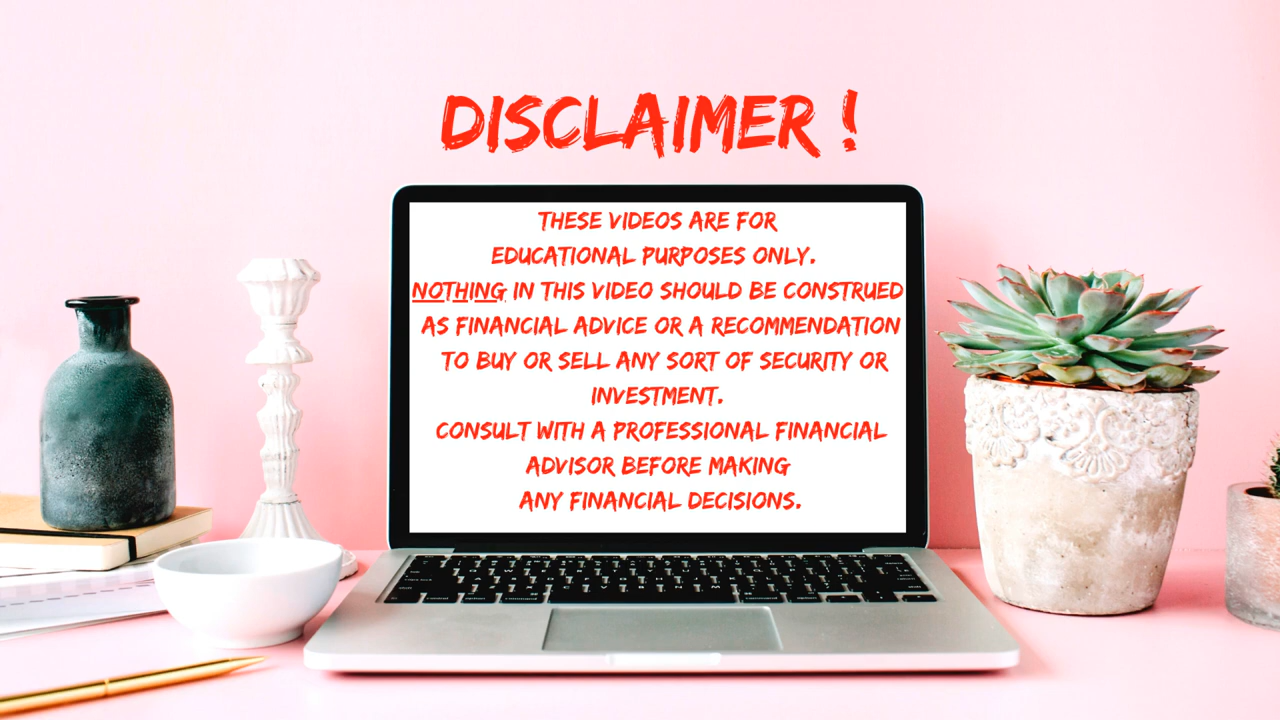 DISCLAIMER !
THESE VIDEOS ARE FOR
EDUCATIONAL PURPOSES ONLY.
NOTHING IN THIS VIDEO SHOULD BE CONSTRUED
AS FINANCIAL ADVICE OR A RECOMMENDATION
TO BUY OR SELL ANY SORT OF SECURITY OR
INVESTMENT.
CONSULT WITH A PROFESSIONAL FINANCIAL
ADVISOR BEFORE MAKING
ANY FINANCIAL DECISIONS.